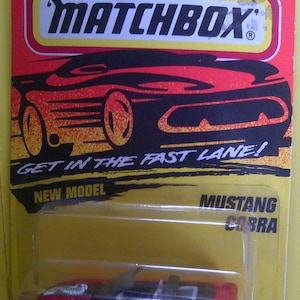 MATCHBOX®
GET IN THE FAST LANE!
NEW MODEL
MUSTANG
COBRA